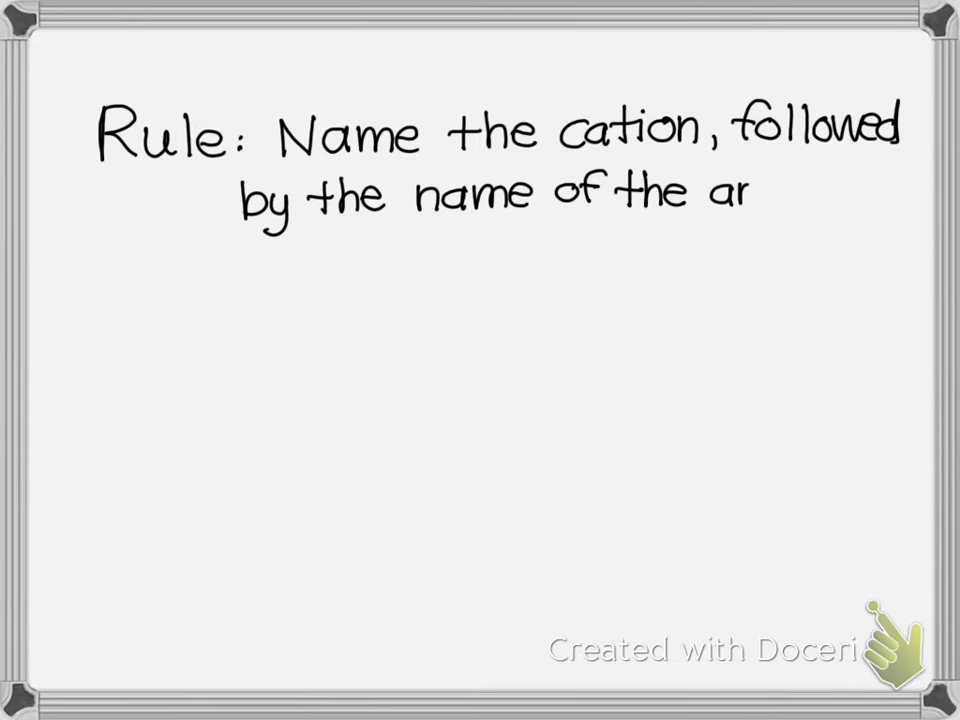 Rule: Name the cation, followed
by the name of the ar
Created with Doceri